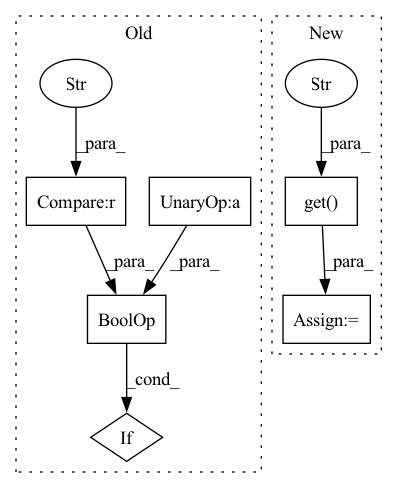 Old
New
Str
Str
_para_
_para_
Compare:r
UnaryOp:a
get()
_para_
_para_
_para_
BoolOp
Assign:=
_cond_
If